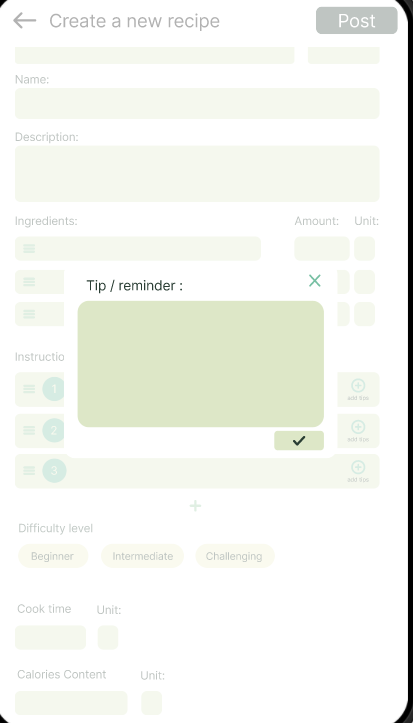 Create a new recipe Post
Name:
Description:
Ingredients: Amount: Unit:
Tip / reminder :
Instructio
1 add tips
2 add tips
3 add tips
+
Difficulty level
Beginner Intermediate Challenging
Cook time Unit:
Calories Content Unit: